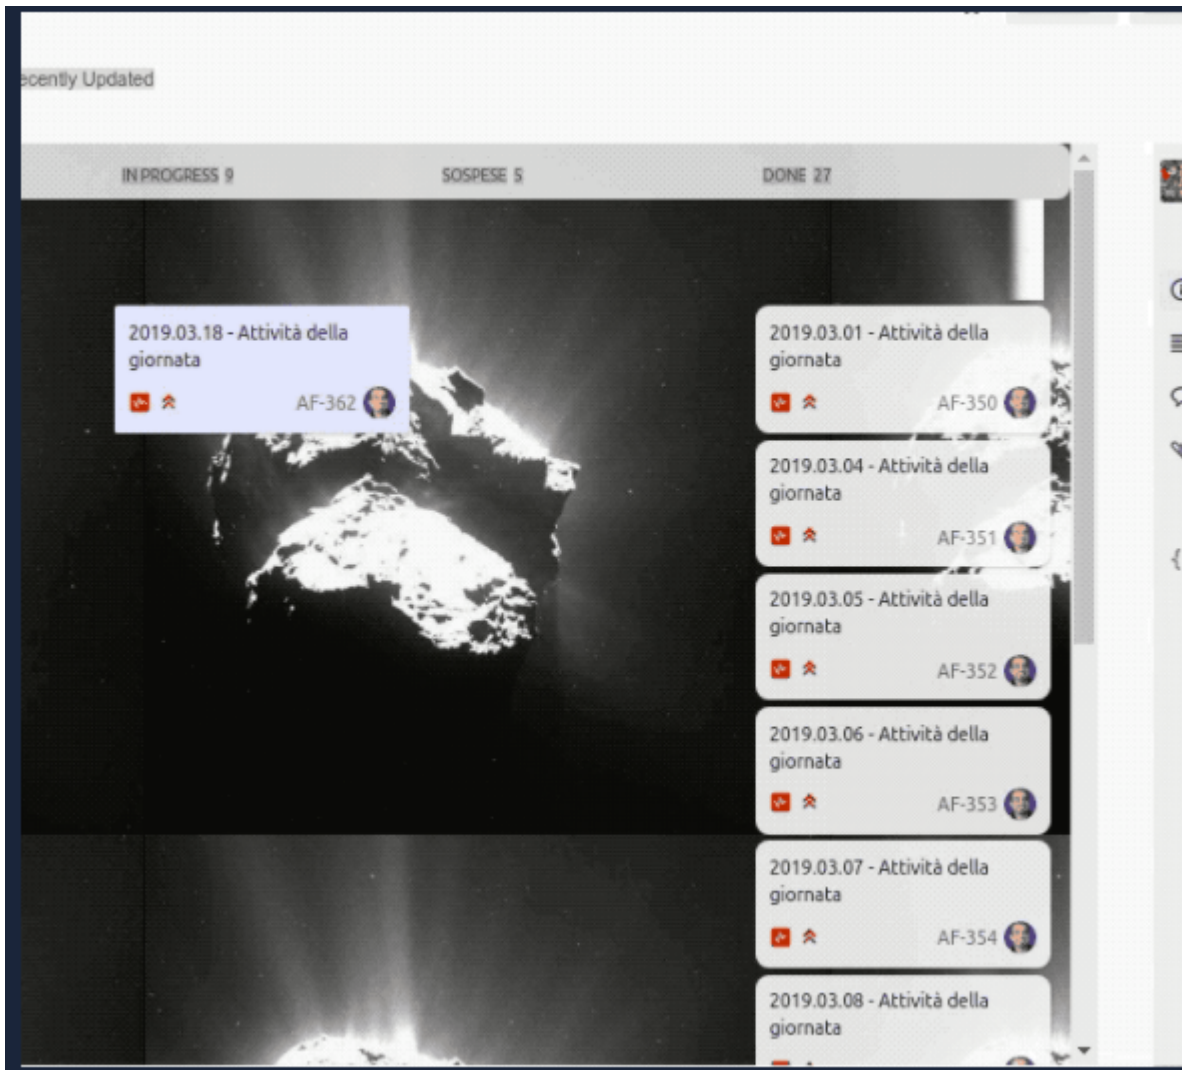 ecently Updated
IN PROGRESS 9
SOSPESE 5
DONE 27
2019.03.18 - Attività della
giornata
AF-362
2019.03.01 - Attività della
giornata
AF-350
2019.03.04 - Attività della
giornata
AF-351
2019.03.05 - Attività della
giornata
AF-352
2019.03.06 - Attività della
giornata
AF-353
2019.03.07 - Attività della
giornata
AF-354
2019.03.08 - Attività della
giornata